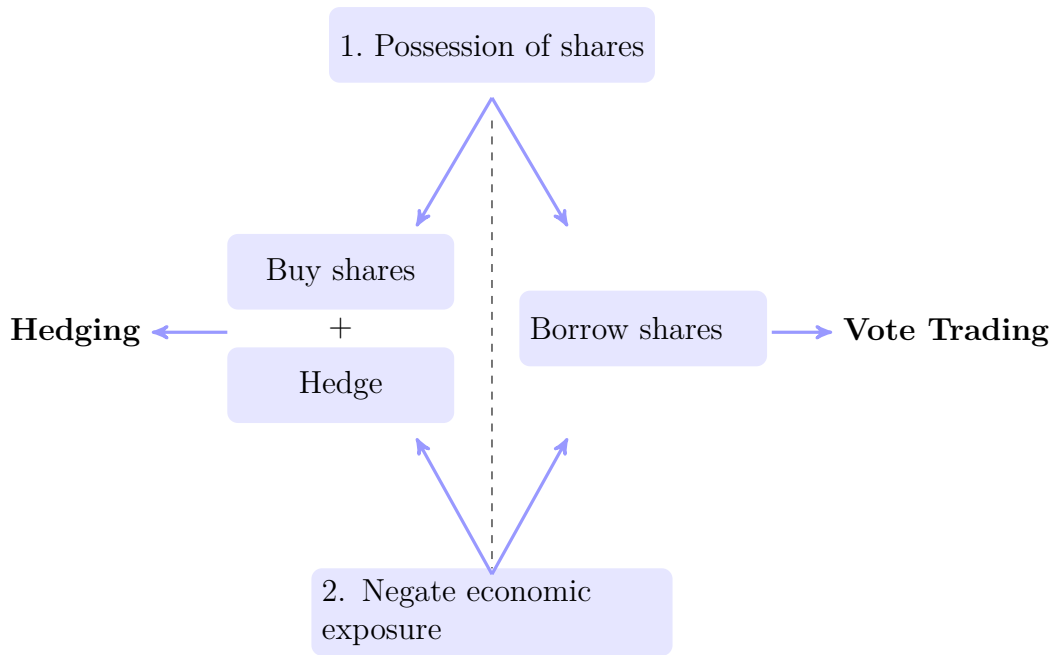 1. Possession of shares
Buy shares
+
Hedge
Hedging
Borrow shares
Vote Trading
2. Negate economic
exposure